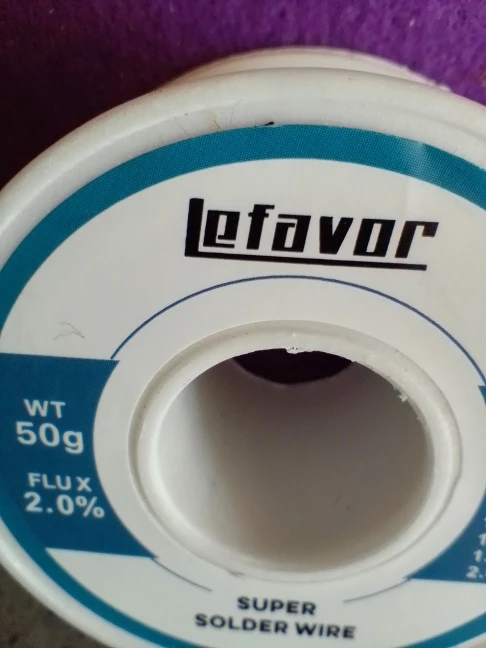 Lefavor
WT
50g
FLUX
2.0%
SUPER
SOLDER WIRE